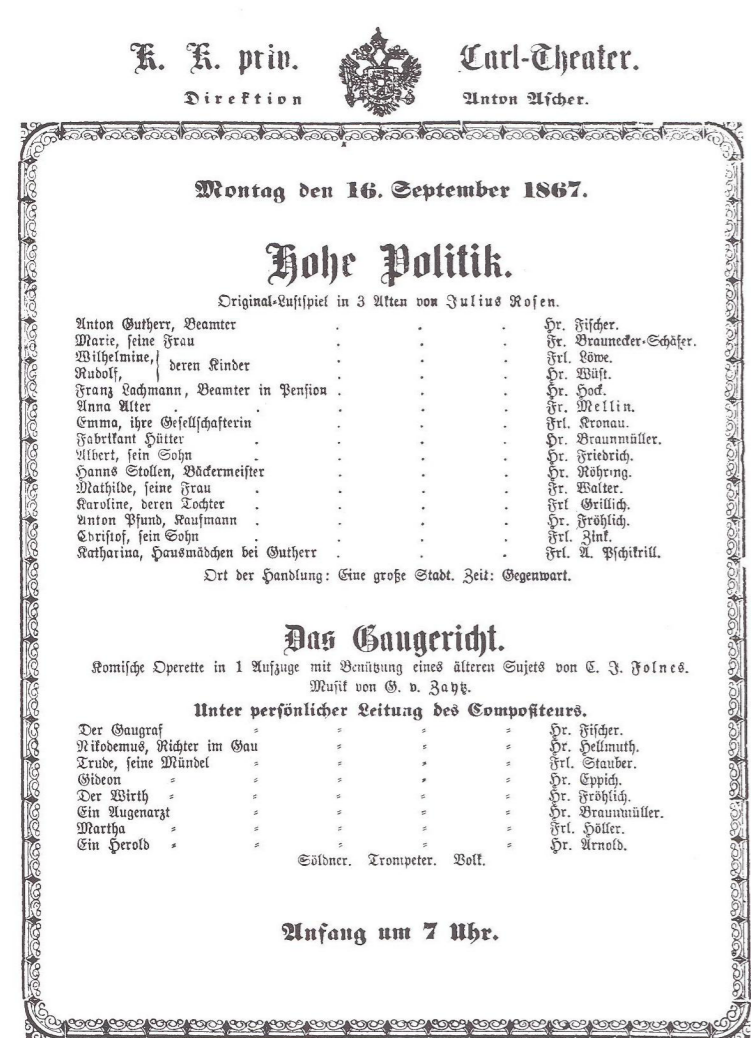 K. K. priv. Carl-Theater.
Direktion Anton Ascher.
Montag den 16. September 1867.
Hohe Politik.
Original-Lustspiel in 3 Akten von Julius Rosen.
Anton Gutherr, Beamter . . . Hr. Fischer.
Marie, seine Frau . . . Fr. Braunecker-Schäfer.
Wilhelmine, } deren Kinder . . . Frl. Löwe.
Rudolf, } . . . Hr. Wüst.
Franz Lachmann, Beamter in Pension . . . Hr. Hock.
Anna Alter . . . . . Fr. Mellin.
Emma, ihre Gesellschafterin . . . Frl. Kronau.
Fabrikant Hütter . . . . Hr. Braunmüller.
Albert, sein Sohn . . . . Hr. Friedrich.
Hanns Stollen, Bäckermeister . . . Hr. Röhring.
Mathilde, seine Frau . . . . Fr. Walter.
Karoline, deren Tochter . . . . Frl Grillich.
Anton Pfund, Kaufmann . . . . Hr. Fröhlich.
Christof, sein Sohn . . . . Frl. Zink.
Katharina, Hausmädchen bei Gutherr . . . Frl. A. Pschikrill.
Ort der Handlung: Eine große Stadt. Zeit: Gegenwart.
Das Gaugericht.
Komische Operette in 1 Aufzuge mit Benützung eines älteren Sujets von C. J. Folnes.
Musik von G. v. Zaytz.
Unter persönlicher Leitung des Compositeurs.
Der Gaugraf " " " " Hr. Fischer.
Nikodemus, Richter im Gau " " " Hr. Hellmuth.
Trude, seine Mündel " " " " Frl. Stauber.
Gideon " " " " " Hr. Eppich.
Der Wirth " " " " " Hr. Fröhlich.
Ein Augenarzt " " " " Hr. Braunmüller.
Martha " " " " " Frl. Höller.
Ein Herold " " " " " Hr. Arnold.
Söldner. Trompeter. Volk.
Anfang um 7 Uhr.